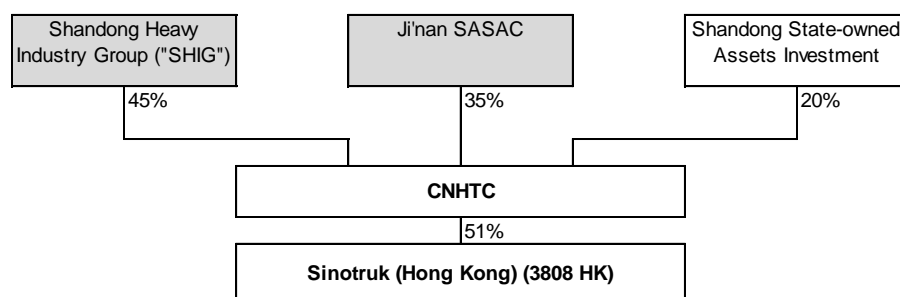 Shandong Heavy
Industry Group ("SHIG")
Ji'nan SASAC
Shandong State-owned
Assets Investment
45%
35%
20%
CNHTC
51%
Sinotruk (Hong Kong) (3808 HK)